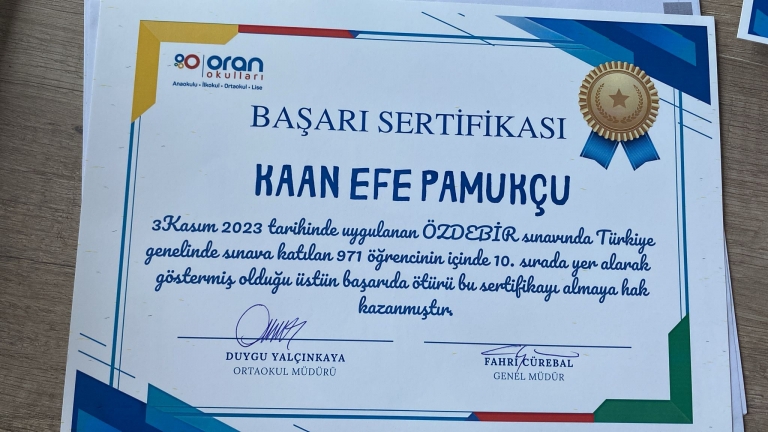 oran
okulları
Anaokulu • İlkokul • Ortaokul • Lise
BAŞARI SERTİFİKASI
KAAN EFE PAMUKÇU
3Kasım 2023 tarihinde uygulanan ÖZDEBİR sınavında Türkiye
genelinde sınava katılan 971 öğrencinin içinde 10. sırada yer alarak
göstermiş olduğu üstün başarıda ötürü bu sertifikayı almaya hak
kazanmıştır.
DUYGU YALÇINKAYA
ORTAOKUL MÜDÜRÜ
FAHRİ CÜREBAL
GENEL MÜDÜR